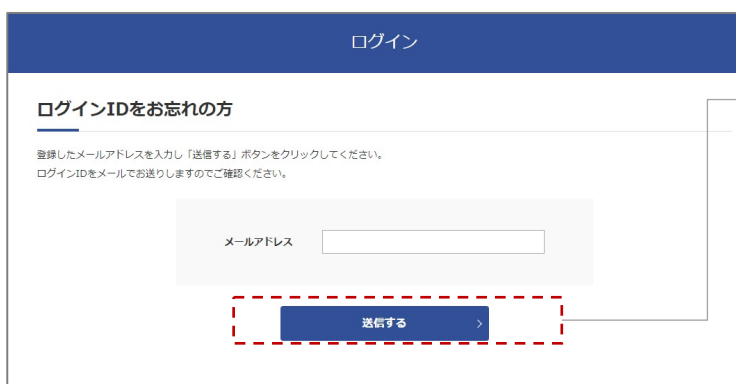 ログイン
ログインIDをお忘れの方
登録したメールアドレスを入力し「送信する」ボタンをクリックしてください。
ログインIDをメールでお送りしますのでご確認ください。
メールアドレス
送信する